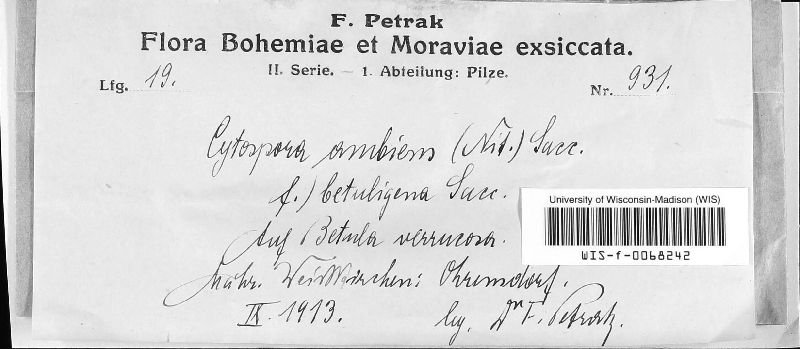 F. Petrak
Flora Bohemiae et Moraviae exsiccata.
II. Serie. — 1. Abteilung: Pilze.
Lfg. 19.
Nr. 931.
Cytospora ambiens (Nit.) Sacc.
f.) betuligena Sacc.
Auf Betula verrucosa.
Mähr. Weisskirchen: Ohrensdorf.
IX. 1913.
leg. Dr F. Petrak.
University of Wisconsin-Madison (WIS)
WIS-f-0068242